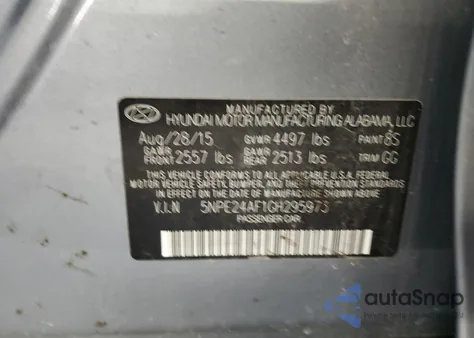 MANUFACTURED BY
HYUNDAI MOTOR MANUFACTURING ALABAMA, LLC
Aug/28/15 GVWR 4497 lbs PAINT 8S
GAWR FRONT 2557 lbs GAWR REAR 2513 lbs TRIM GG
THIS VEHICLE CONFORMS TO ALL APPLICABLE U.S. FEDERAL
MOTOR VEHICLE SAFETY, BUMPER, AND THEFT PREVENTION STANDARDS
IN EFFECT ON THE DATE OF MANUFACTURE SHOWN ABOVE.
V.I.N 5NPE24AF1GH295973
PASSENGER CAR
autoSnap